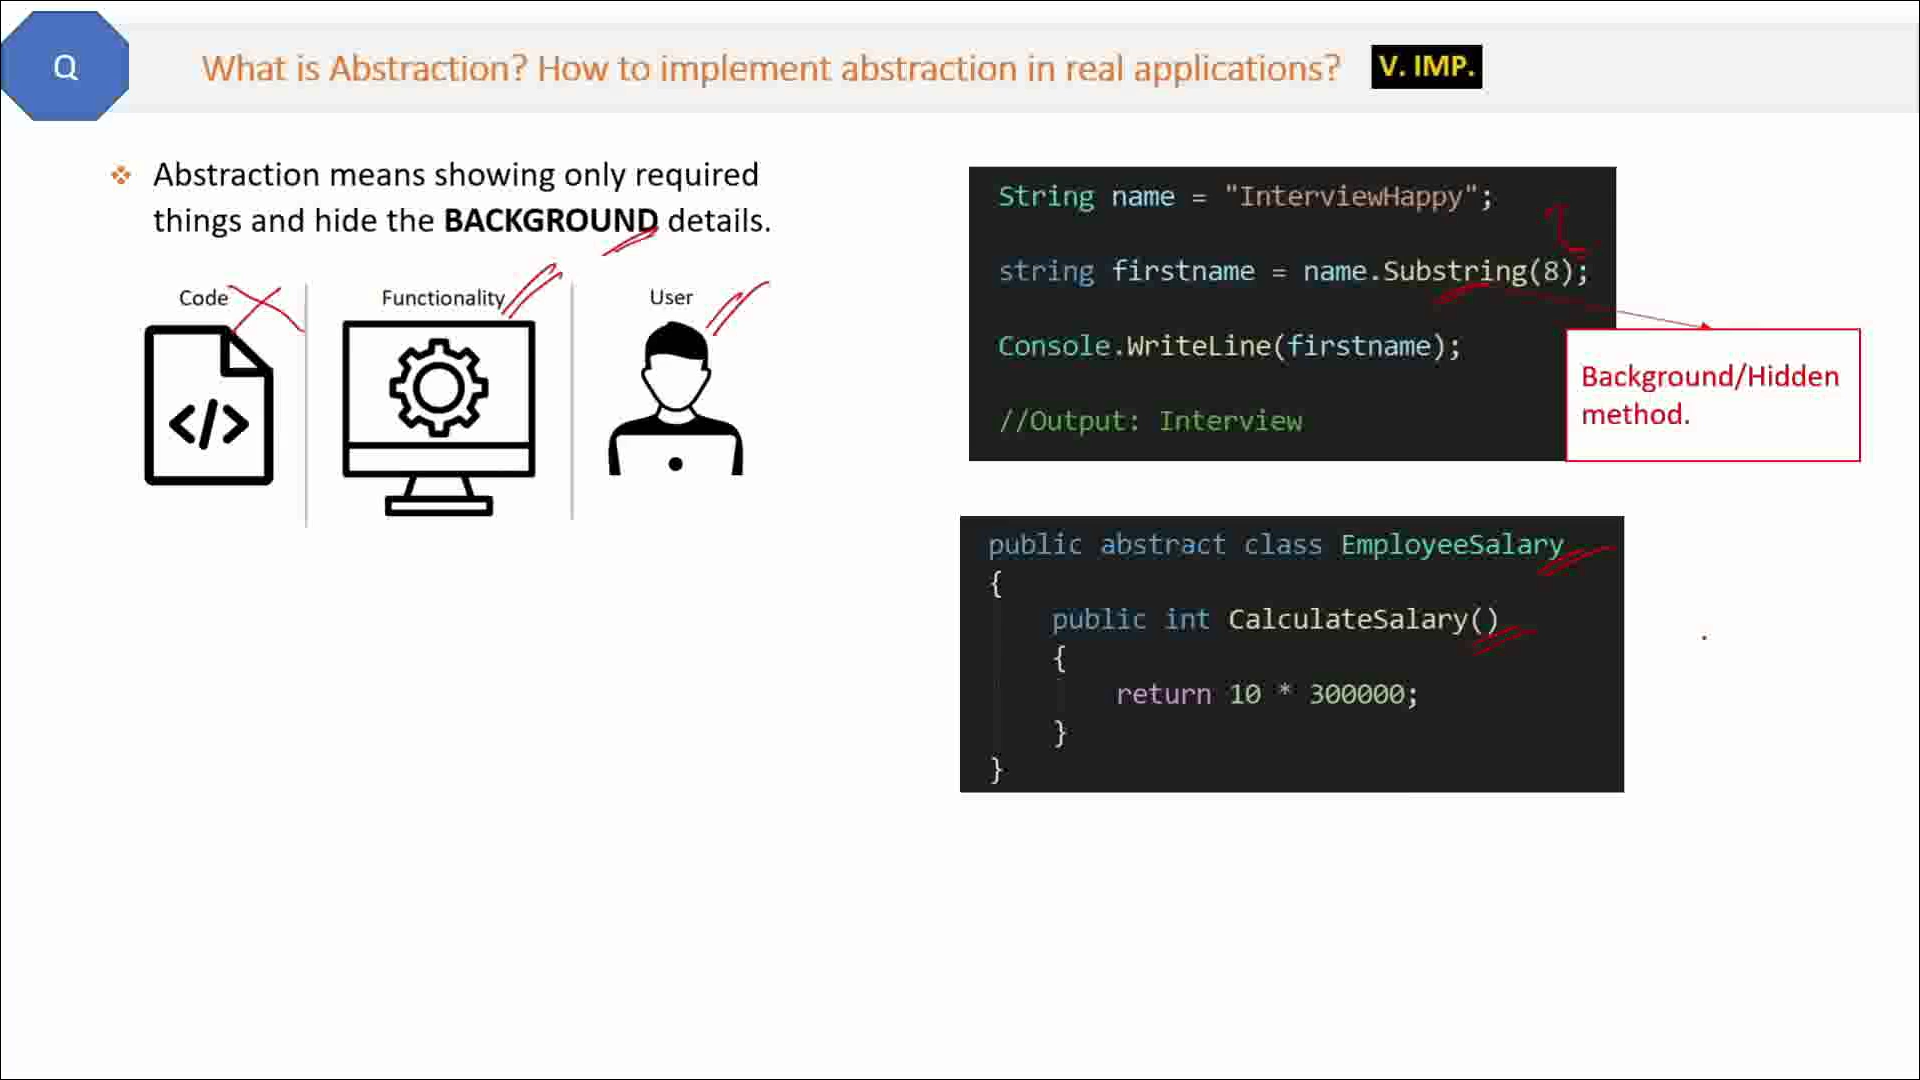 Q
What is Abstraction? How to implement abstraction in real applications?
V. IMP.
Abstraction means showing only required
things and hide the BACKGROUND details.
Code
Functionality
User
</>
String name = "InterviewHappy";
string firstname = name.Substring(8);
Console.WriteLine(firstname);
//Output: Interview
Background/Hidden
method.
public abstract class EmployeeSalary
{
public int CalculateSalary()
{
return 10 * 300000;
}
}